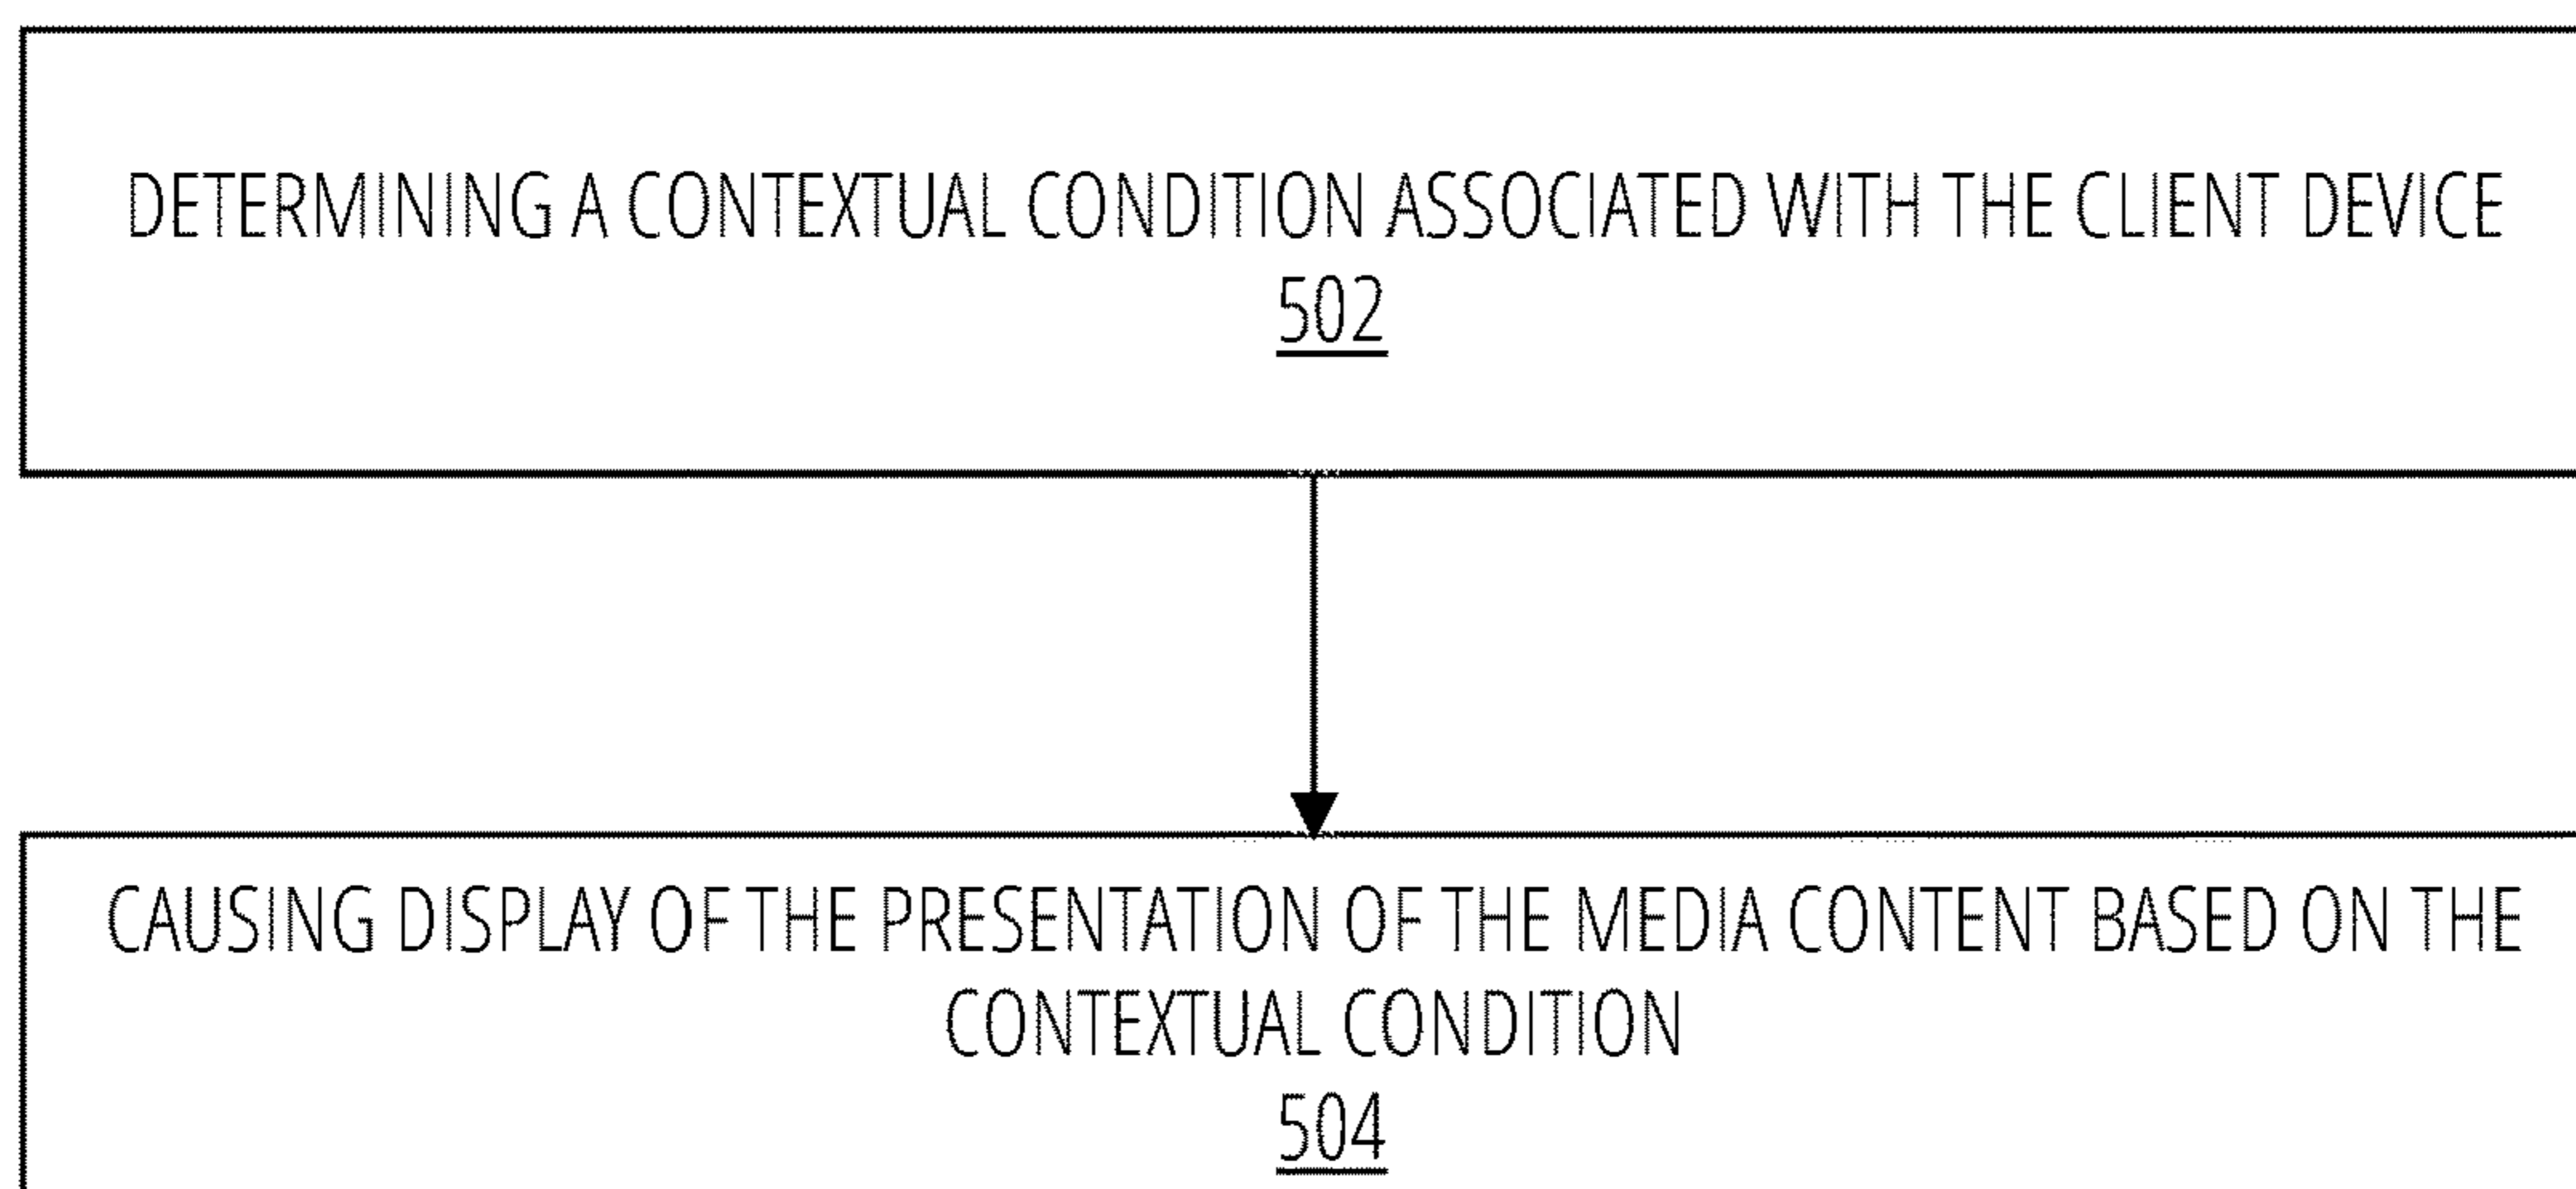 DETERMINING A CONTEXTUAL CONDITION ASSOCIATED WITH THE CLIENT DEVICE
502
CAUSING DISPLAY OF THE PRESENTATION OF THE MEDIA CONTENT BASED ON THE
CONTEXTUAL CONDITION
504